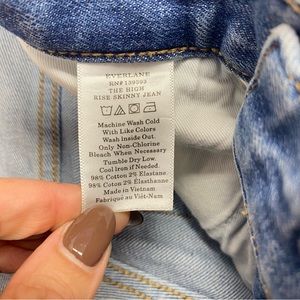 EVERLANE
RN# 139593
THE HIGH
RISE SKINNY JEAN
Machine Wash Cold
With Like Colors
Wash Inside Out.
Only Non-Chlorine
Bleach When Necessary
Tumble Dry Low.
Cool Iron if Needed.
98% Cotton 2% Elastane
98% Coton 2% Élasthanne
Made in Vietnam
Fabriqué au Viêt-Nam